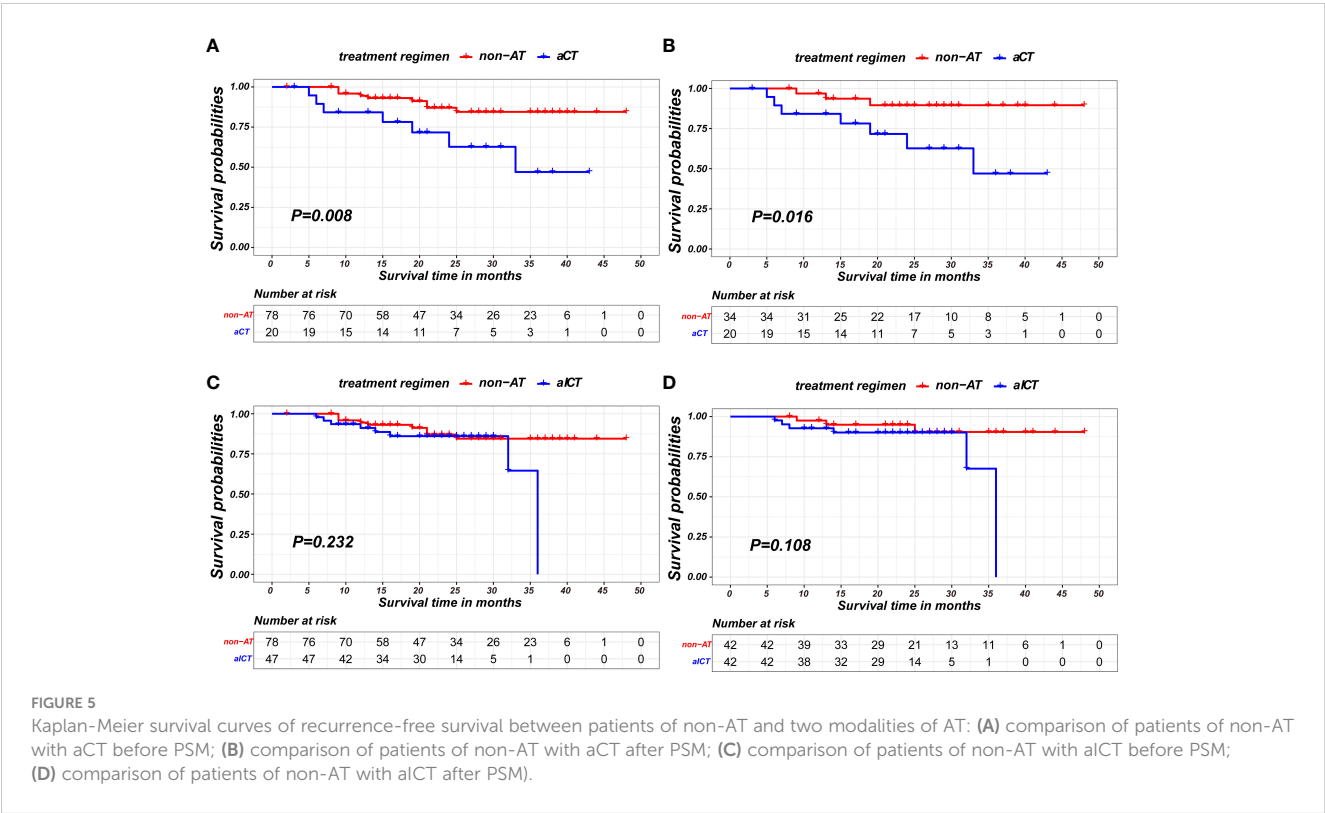 A
treatment regimen non−AT aCT
Survival probabilities
1.00
0.75
0.50
0.25
0.00
P=0.008
0 5 10 15 20 25 30 35 40 45 50
Survival time in months
Number at risk
non−AT 78 76 70 58 47 34 26 23 6 1 0
aCT 20 19 15 14 11 7 5 3 1 0 0
B
treatment regimen non−AT aCT
Survival probabilities
1.00
0.75
0.50
0.25
0.00
P=0.016
0 5 10 15 20 25 30 35 40 45 50
Survival time in months
Number at risk
non−AT 34 34 31 25 22 17 10 8 5 1 0
aCT 20 19 15 14 11 7 5 3 1 0 0
C
treatment regimen non−AT aICT
Survival probabilities
1.00
0.75
0.50
0.25
0.00
P=0.232
0 5 10 15 20 25 30 35 40 45 50
Survival time in months
Number at risk
non−AT 78 76 70 58 47 34 26 23 6 1 0
aICT 47 47 42 34 30 14 5 1 0 0 0
D
treatment regimen non−AT aICT
Survival probabilities
1.00
0.75
0.50
0.25
0.00
P=0.108
0 5 10 15 20 25 30 35 40 45 50
Survival time in months
Number at risk
non−AT 42 42 39 33 29 21 13 11 6 1 0
aICT 42 42 38 32 29 14 5 1 0 0 0
FIGURE 5
Kaplan-Meier survival curves of recurrence-free survival between patients of non-AT and two modalities of AT: (A) comparison of patients of non-AT
with aCT before PSM; (B) comparison of patients of non-AT with aCT after PSM; (C) comparison of patients of non-AT with aICT before PSM;
(D) comparison of patients of non-AT with aICT after PSM).